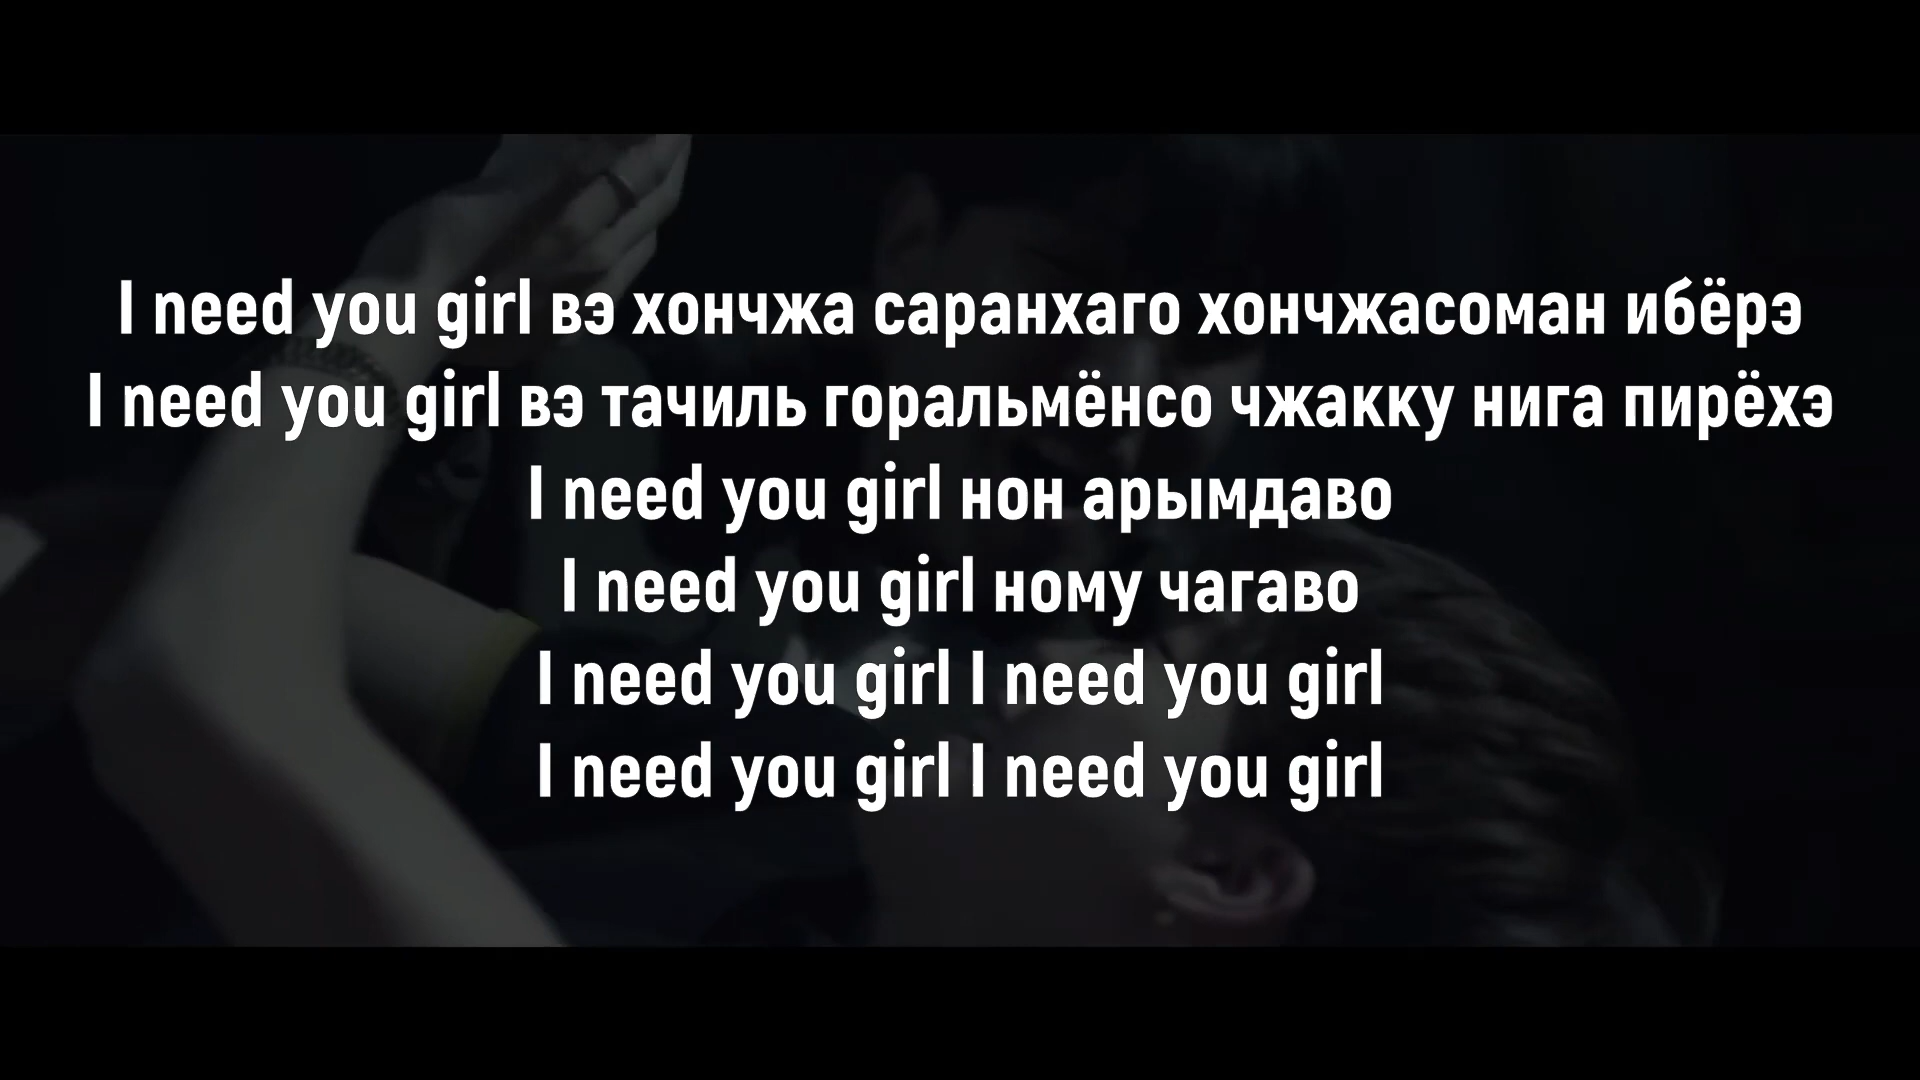 I need you girl вэ хончжа саранхаго хончжасоман ибёрэ
I need you girl вэ тачиль горальмёнсо чжакку нига пирёхэ
I need you girl нон арымдаво
I need you girl ному чагаво
I need you girl I need you girl
I need you girl I need you girl